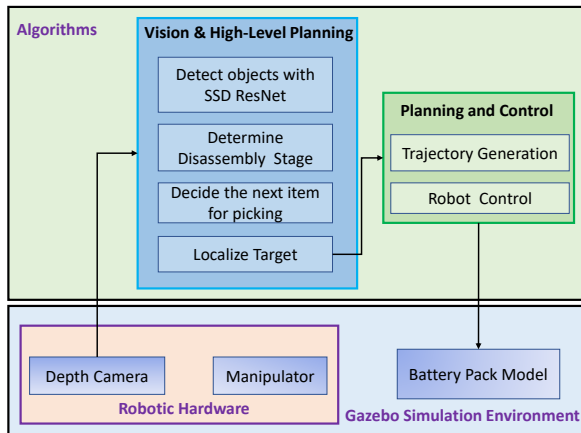 Algorithms
Vision & High-Level Planning
Detect objects with
SSD ResNet
Determine
Disassembly Stage
Decide the next item
for picking
Localize Target
Planning and Control
Trajectory Generation
Robot Control
Depth Camera
Manipulator
Robotic Hardware
Battery Pack Model
Gazebo Simulation Environment